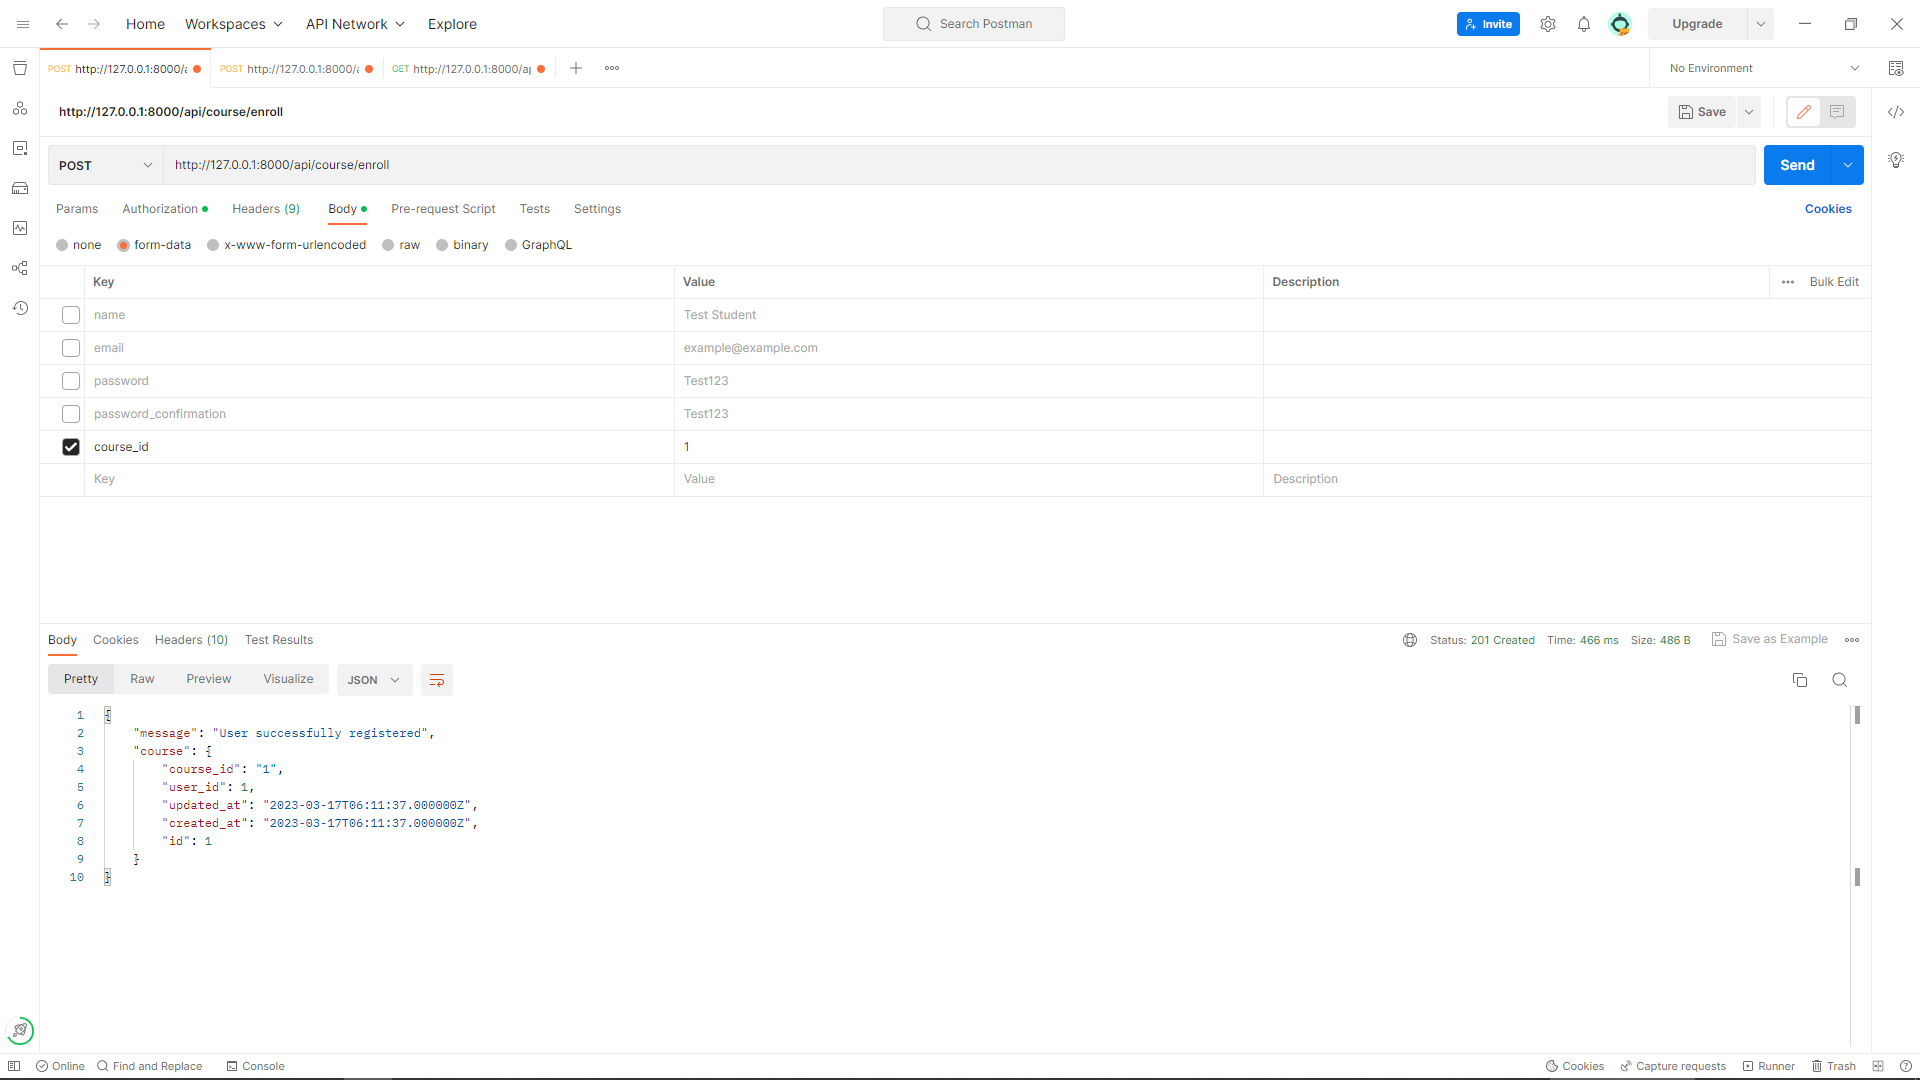 Home Workspaces API Network Explore Search Postman Invite Upgrade
POST http://127.0.0.1:8000/a POST http://127.0.0.1:8000/a GET http://127.0.0.1:8000/ap No Environment
http://127.0.0.1:8000/api/course/enroll Save
POST http://127.0.0.1:8000/api/course/enroll Send
Params Authorization Headers (9) Body Pre-request Script Tests Settings Cookies
none form-data x-www-form-urlencoded raw binary GraphQL
Key Value Description Bulk Edit
name Test Student
email example@example.com
password Test123
password_confirmation Test123
course_id 1
Key Value Description
Body Cookies Headers (10) Test Results Status: 201 Created Time: 466 ms Size: 486 B Save as Example
Pretty Raw Preview Visualize JSON
1 {
2 "message": "User successfully registered",
3 "course": {
4 "course_id": "1",
5 "user_id": 1,
6 "updated_at": "2023-03-17T06:11:37.000000Z",
7 "created_at": "2023-03-17T06:11:37.000000Z",
8 "id": 1
9 }
10 }
Online Find and Replace Console Cookies Capture requests Runner Trash